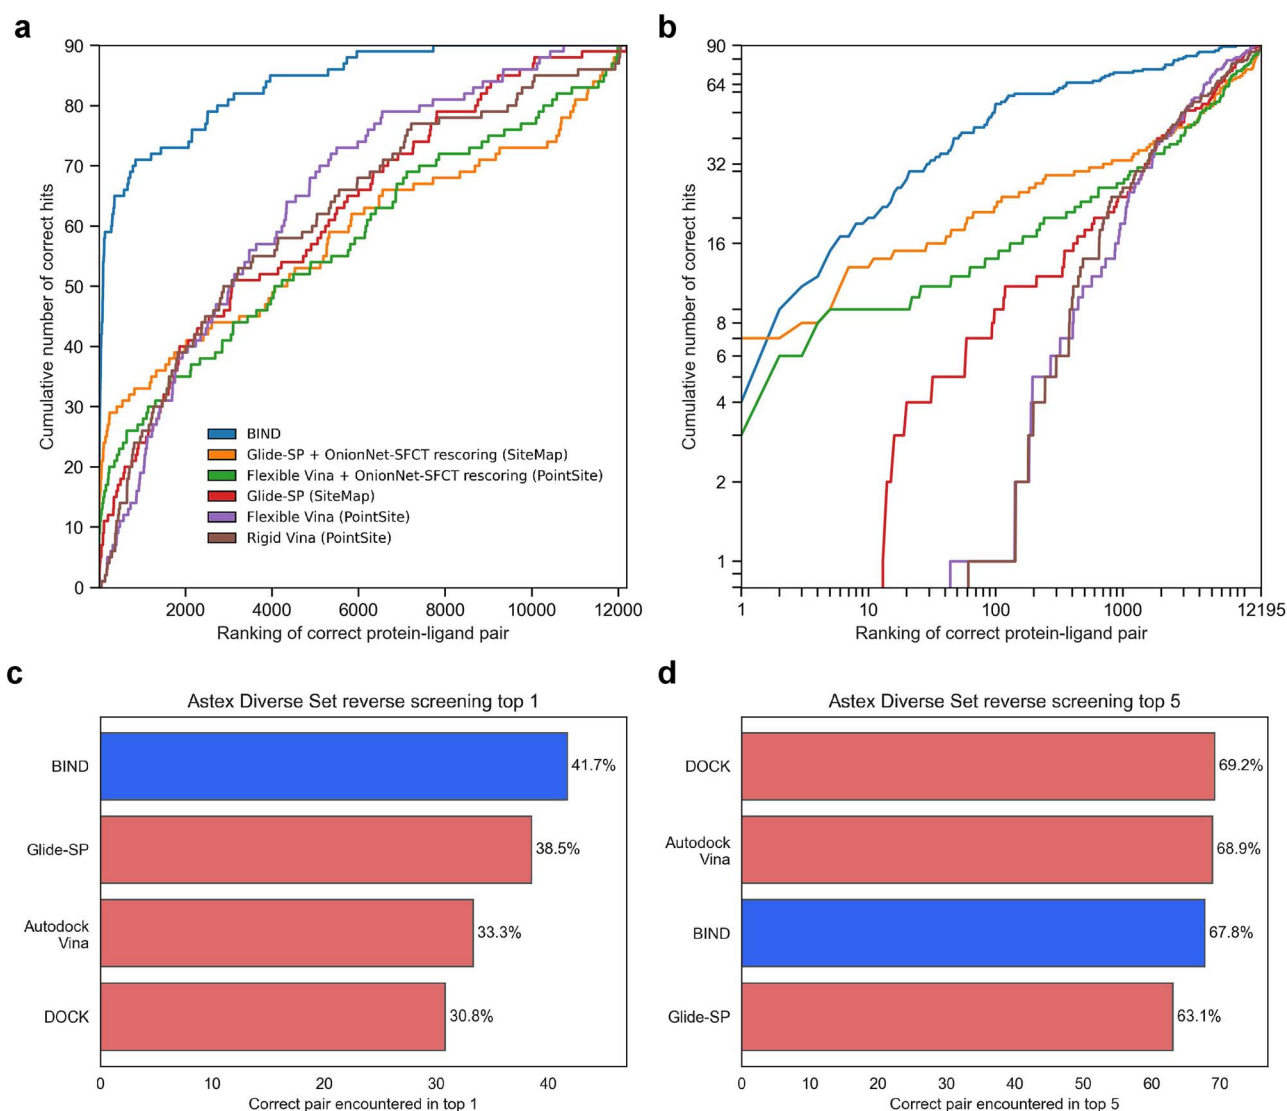 a
90
80
70
60
50
40
30
20
10
0
Cumulative number of correct hits
BIND
Glide-SP + OnionNet-SFCT rescoring (SiteMap)
Flexible Vina + OnionNet-SFCT rescoring (PointSite)
Glide-SP (SiteMap)
Flexible Vina (PointSite)
Rigid Vina (PointSite)
2000 4000 6000 8000 10000 12000
Ranking of correct protein-ligand pair
b
90
64
32
16
8
6
4
2
1
Cumulative number of correct hits
1 10 100 1000 12195
Ranking of correct protein-ligand pair
c
Astex Diverse Set reverse screening top 1
BIND 41.7%
Glide-SP 38.5%
Autodock
Vina 33.3%
DOCK 30.8%
0 10 20 30 40
Correct pair encountered in top 1
d
Astex Diverse Set reverse screening top 5
DOCK 69.2%
Autodock
Vina 68.9%
BIND 67.8%
Glide-SP 63.1%
0 10 20 30 40 50 60 70
Correct pair encountered in top 5